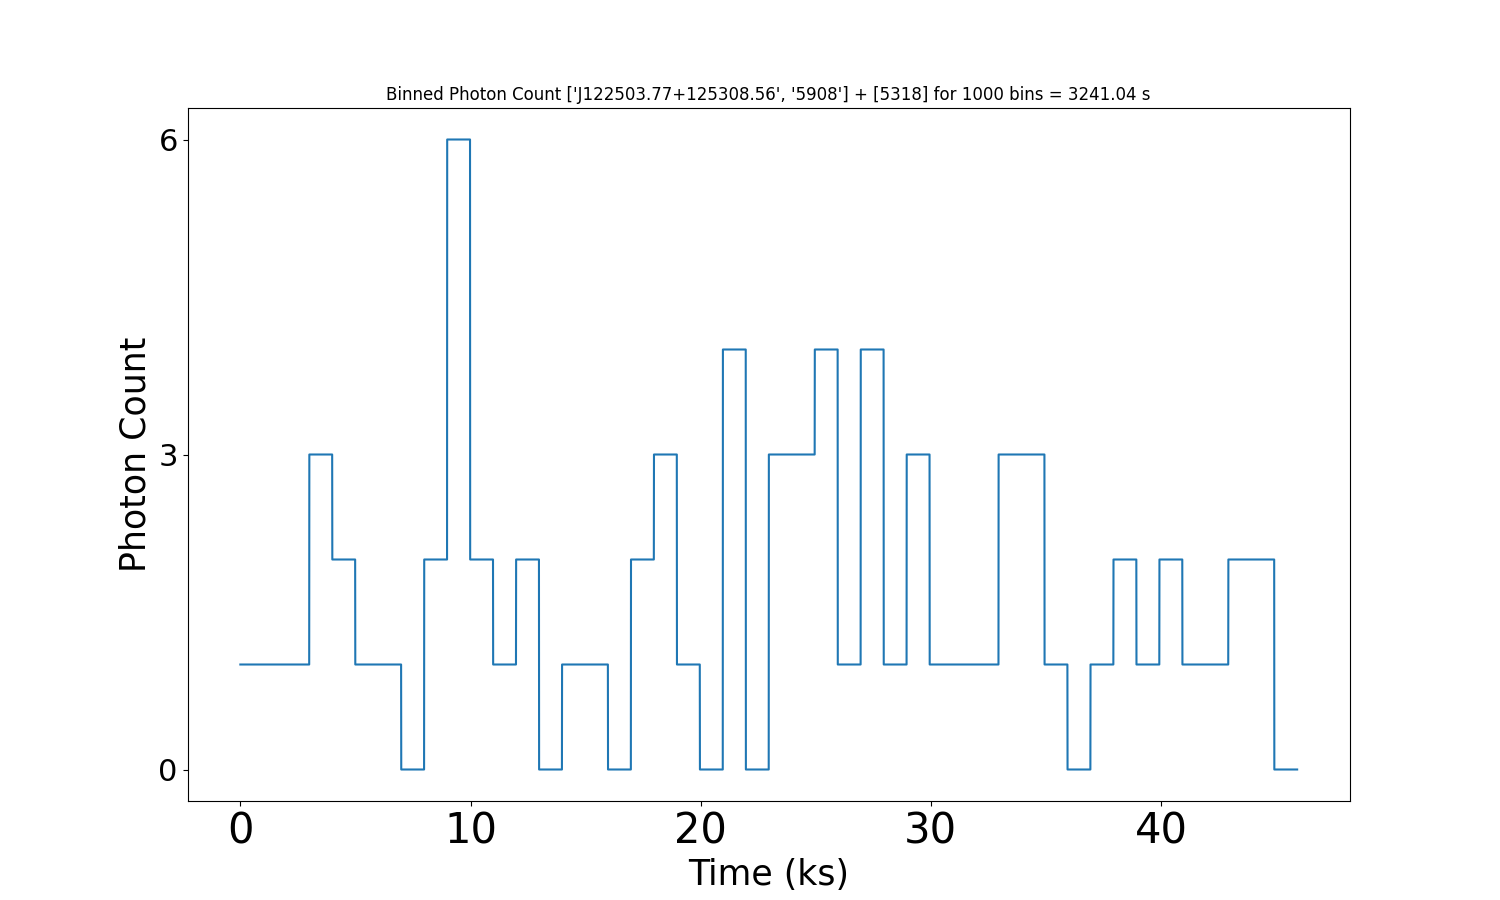 Binned Photon Count ['J122503.77+125308.56', '5908'] + [5318] for 1000 bins = 3241.04 s
6
3
0
Photon Count
0 10 20 30 40
Time (ks)